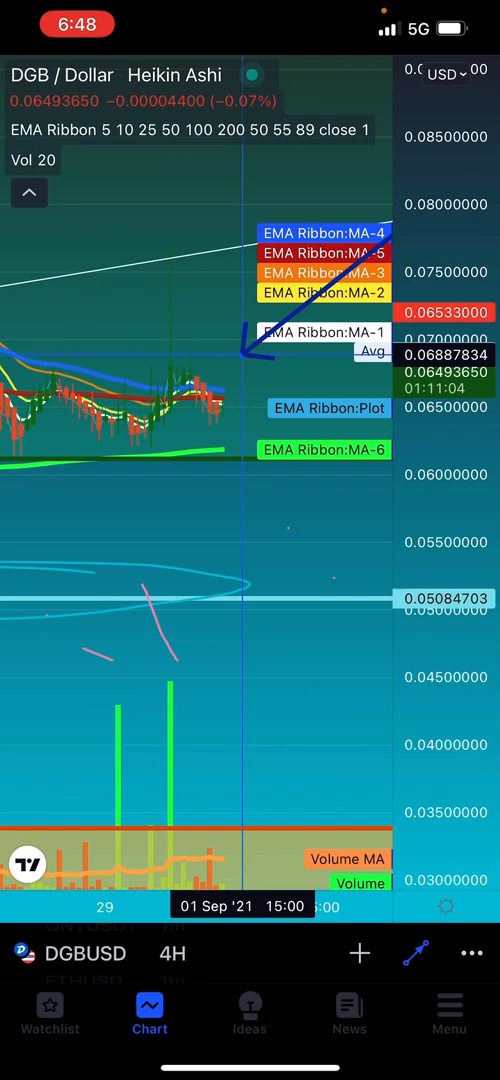 6:48
5G
DGB / Dollar Heikin Ashi
USD
0.06493650 −0.00004400 (−0.07%)
EMA Ribbon 5 10 25 50 100 200 50 55 89 close 1
0.08500000
Vol 20
0.08000000
EMA Ribbon:MA-4
EMA Ribbon:MA-5
EMA Ribbon:MA-3
0.07500000
EMA Ribbon:MA-2
0.06533000
EMA Ribbon:MA-1
0.07000000
Avg
0.06887834
0.06493650
01:11:04
EMA Ribbon:Plot
0.06500000
EMA Ribbon:MA-6
0.06000000
0.05500000
0.05084703
0.05000000
0.04500000
0.04000000
0.03500000
Volume MA
Volume
0.03000000
29
01 Sep '21 15:00
5:00
DGBUSD 4H
Watchlist
Chart
Ideas
News
Menu